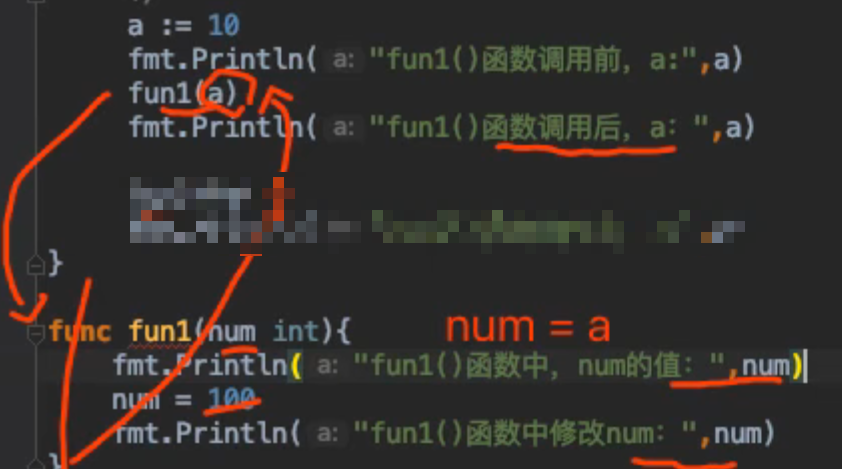 a := 10
fmt.Println( a: "fun1()函数调用前, a:",a)
fun1(a)
fmt.Println( a: "fun1()函数调用后, a: ",a)
}
func fun1(num int){
num = a
fmt.Println( a: "fun1()函数中, num的值: ",num)
num = 100
fmt.Println( a: "fun1()函数中修改num: ",num)
}